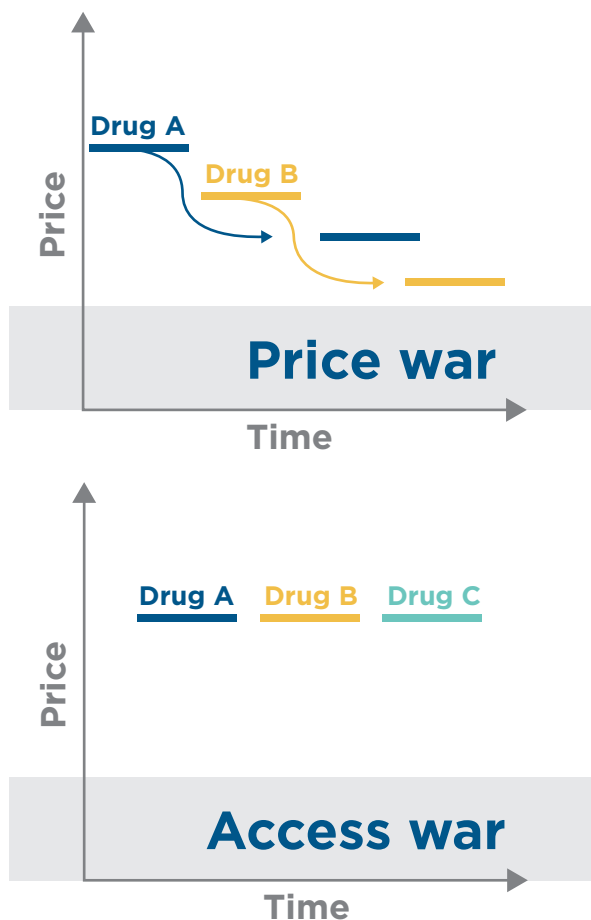 Drug A
Drug B
Price
Price war
Time
Drug A Drug B Drug C
Price
Access war
Time